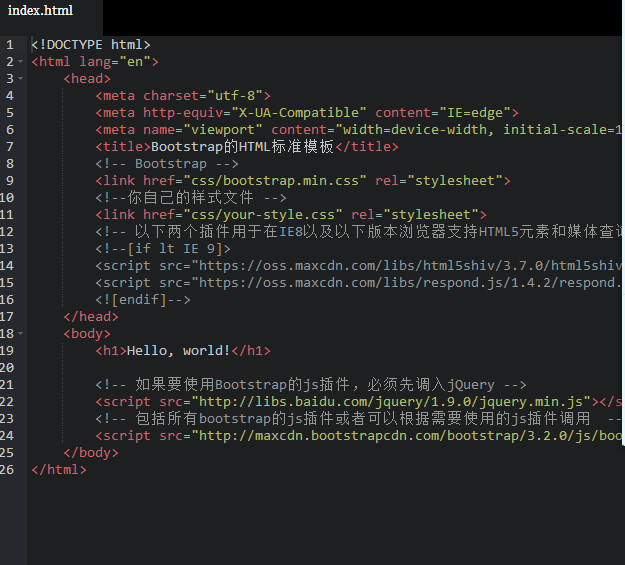 index.html
1 <!DOCTYPE html>
2 <html lang="en">
3 <head>
4 <meta charset="utf-8">
5 <meta http-equiv="X-UA-Compatible" content="IE=edge">
6 <meta name="viewport" content="width=device-width, initial-scale=1
7 <title>Bootstrap的HTML标准模板</title>
8 <!-- Bootstrap -->
9 <link href="css/bootstrap.min.css" rel="stylesheet">
10 <!--你自己的样式文件 -->
11 <link href="css/your-style.css" rel="stylesheet">
12 <!-- 以下两个插件用于在IE8以及以下版本浏览器支持HTML5元素和媒体查询
13 <!--[if lt IE 9]>
14 <script src="https://oss.maxcdn.com/libs/html5shiv/3.7.0/html5shiv
15 <script src="https://oss.maxcdn.com/libs/respond.js/1.4.2/respond.
16 <![endif]-->
17 </head>
18 <body>
19 <h1>Hello, world!</h1>
20
21 <!-- 如果要使用Bootstrap的js插件，必须先调入jQuery -->
22 <script src="http://libs.baidu.com/jquery/1.9.0/jquery.min.js"></s
23 <!-- 包括所有bootstrap的js插件或者可以根据需要使用的js插件调用 --
24 <script src="http://maxcdn.bootstrapcdn.com/bootstrap/3.2.0/js/boo
25 </body>
26 </html>